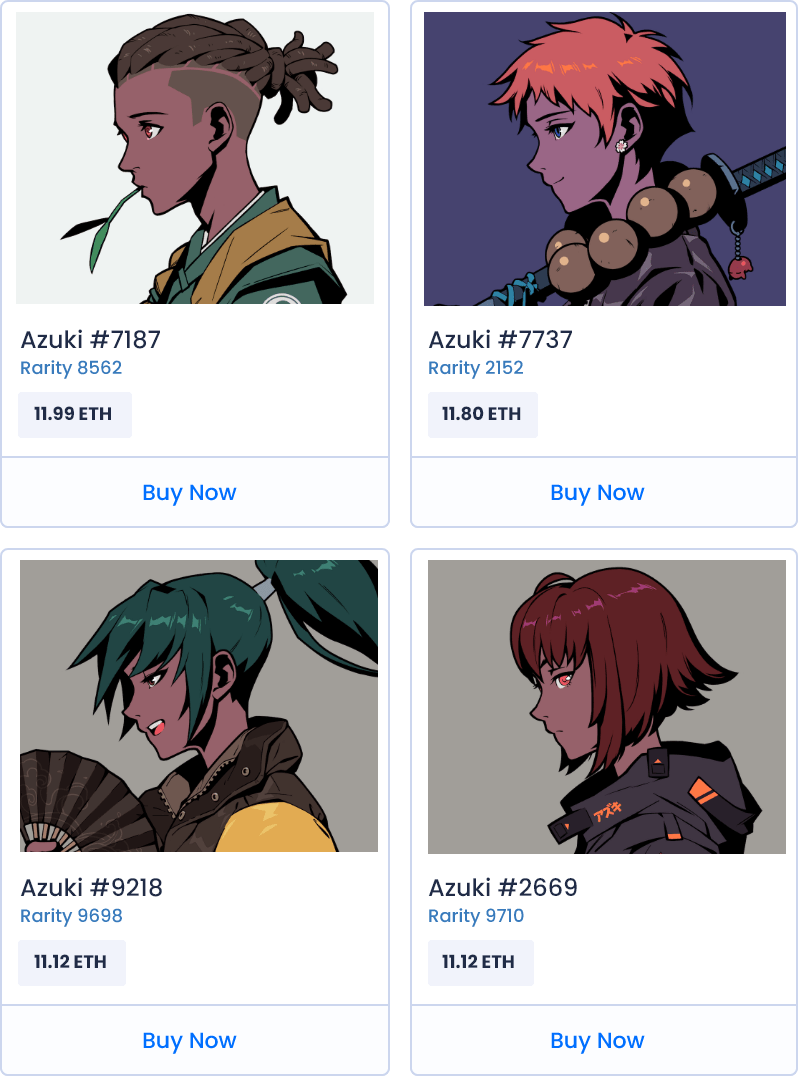 Azuki #7187
Rarity 8562
11.99 ETH
Buy Now
Azuki #7737
Rarity 2152
11.80 ETH
Buy Now
Azuki #9218
Rarity 9698
11.12 ETH
Buy Now
アズキ
Azuki #2669
Rarity 9710
11.12 ETH
Buy Now